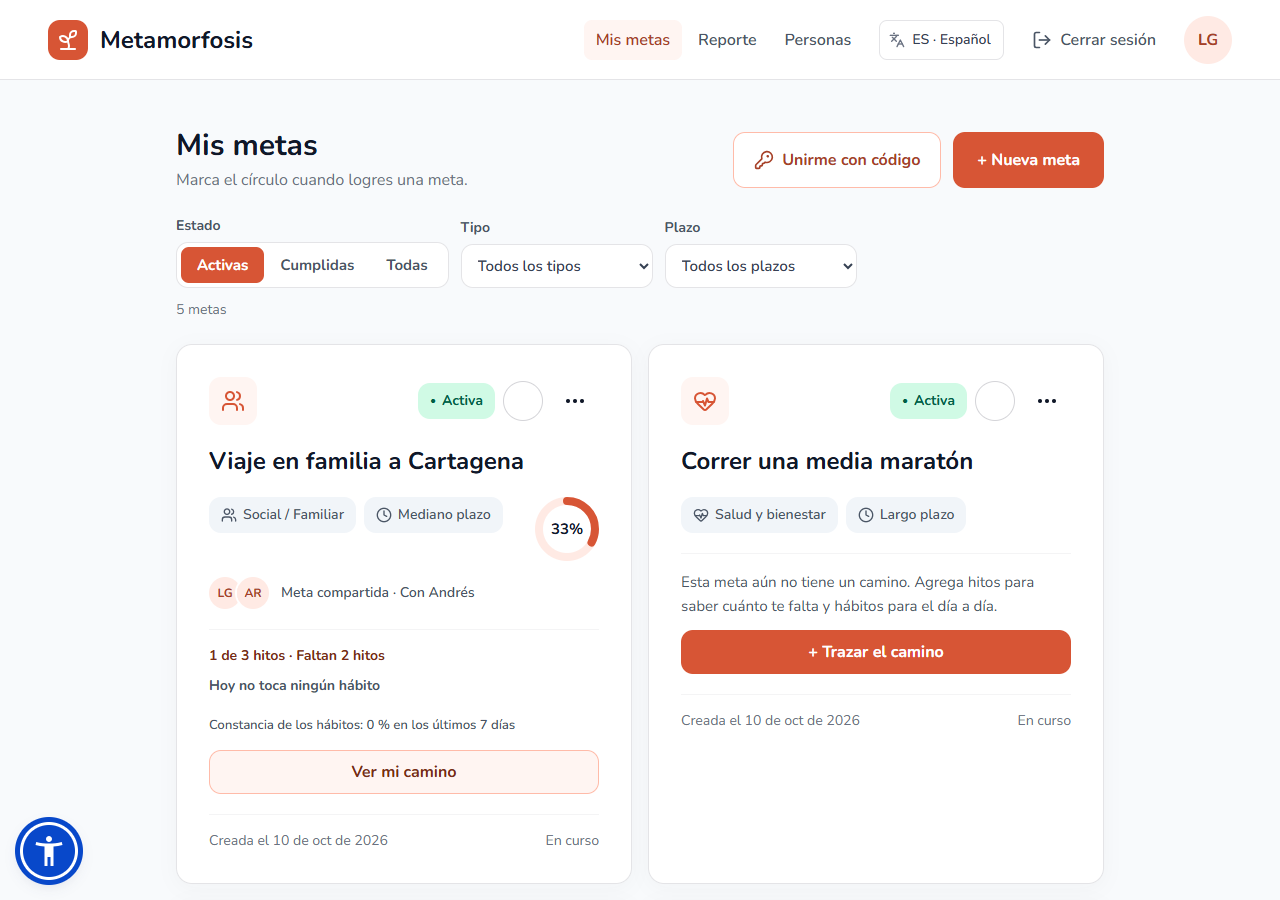 Metamorfosis
Mis metas
Reporte
Personas
ES · Español
Cerrar sesión
LG
Mis metas
Marca el círculo cuando logres una meta.
Unirme con código
+ Nueva meta
Estado
Tipo
Plazo
Activas
Cumplidas
Todas
Todos los tipos
Todos los plazos
5 metas
• Activa
Viaje en familia a Cartagena
Social / Familiar
Mediano plazo
33%
LG
AR
Meta compartida · Con Andrés
1 de 3 hitos · Faltan 2 hitos
Hoy no toca ningún hábito
Constancia de los hábitos: 0 % en los últimos 7 días
Ver mi camino
Creada el 10 de oct de 2026
En curso
• Activa
Correr una media maratón
Salud y bienestar
Largo plazo
Esta meta aún no tiene un camino. Agrega hitos para
saber cuánto te falta y hábitos para el día a día.
+ Trazar el camino
Creada el 10 de oct de 2026
En curso